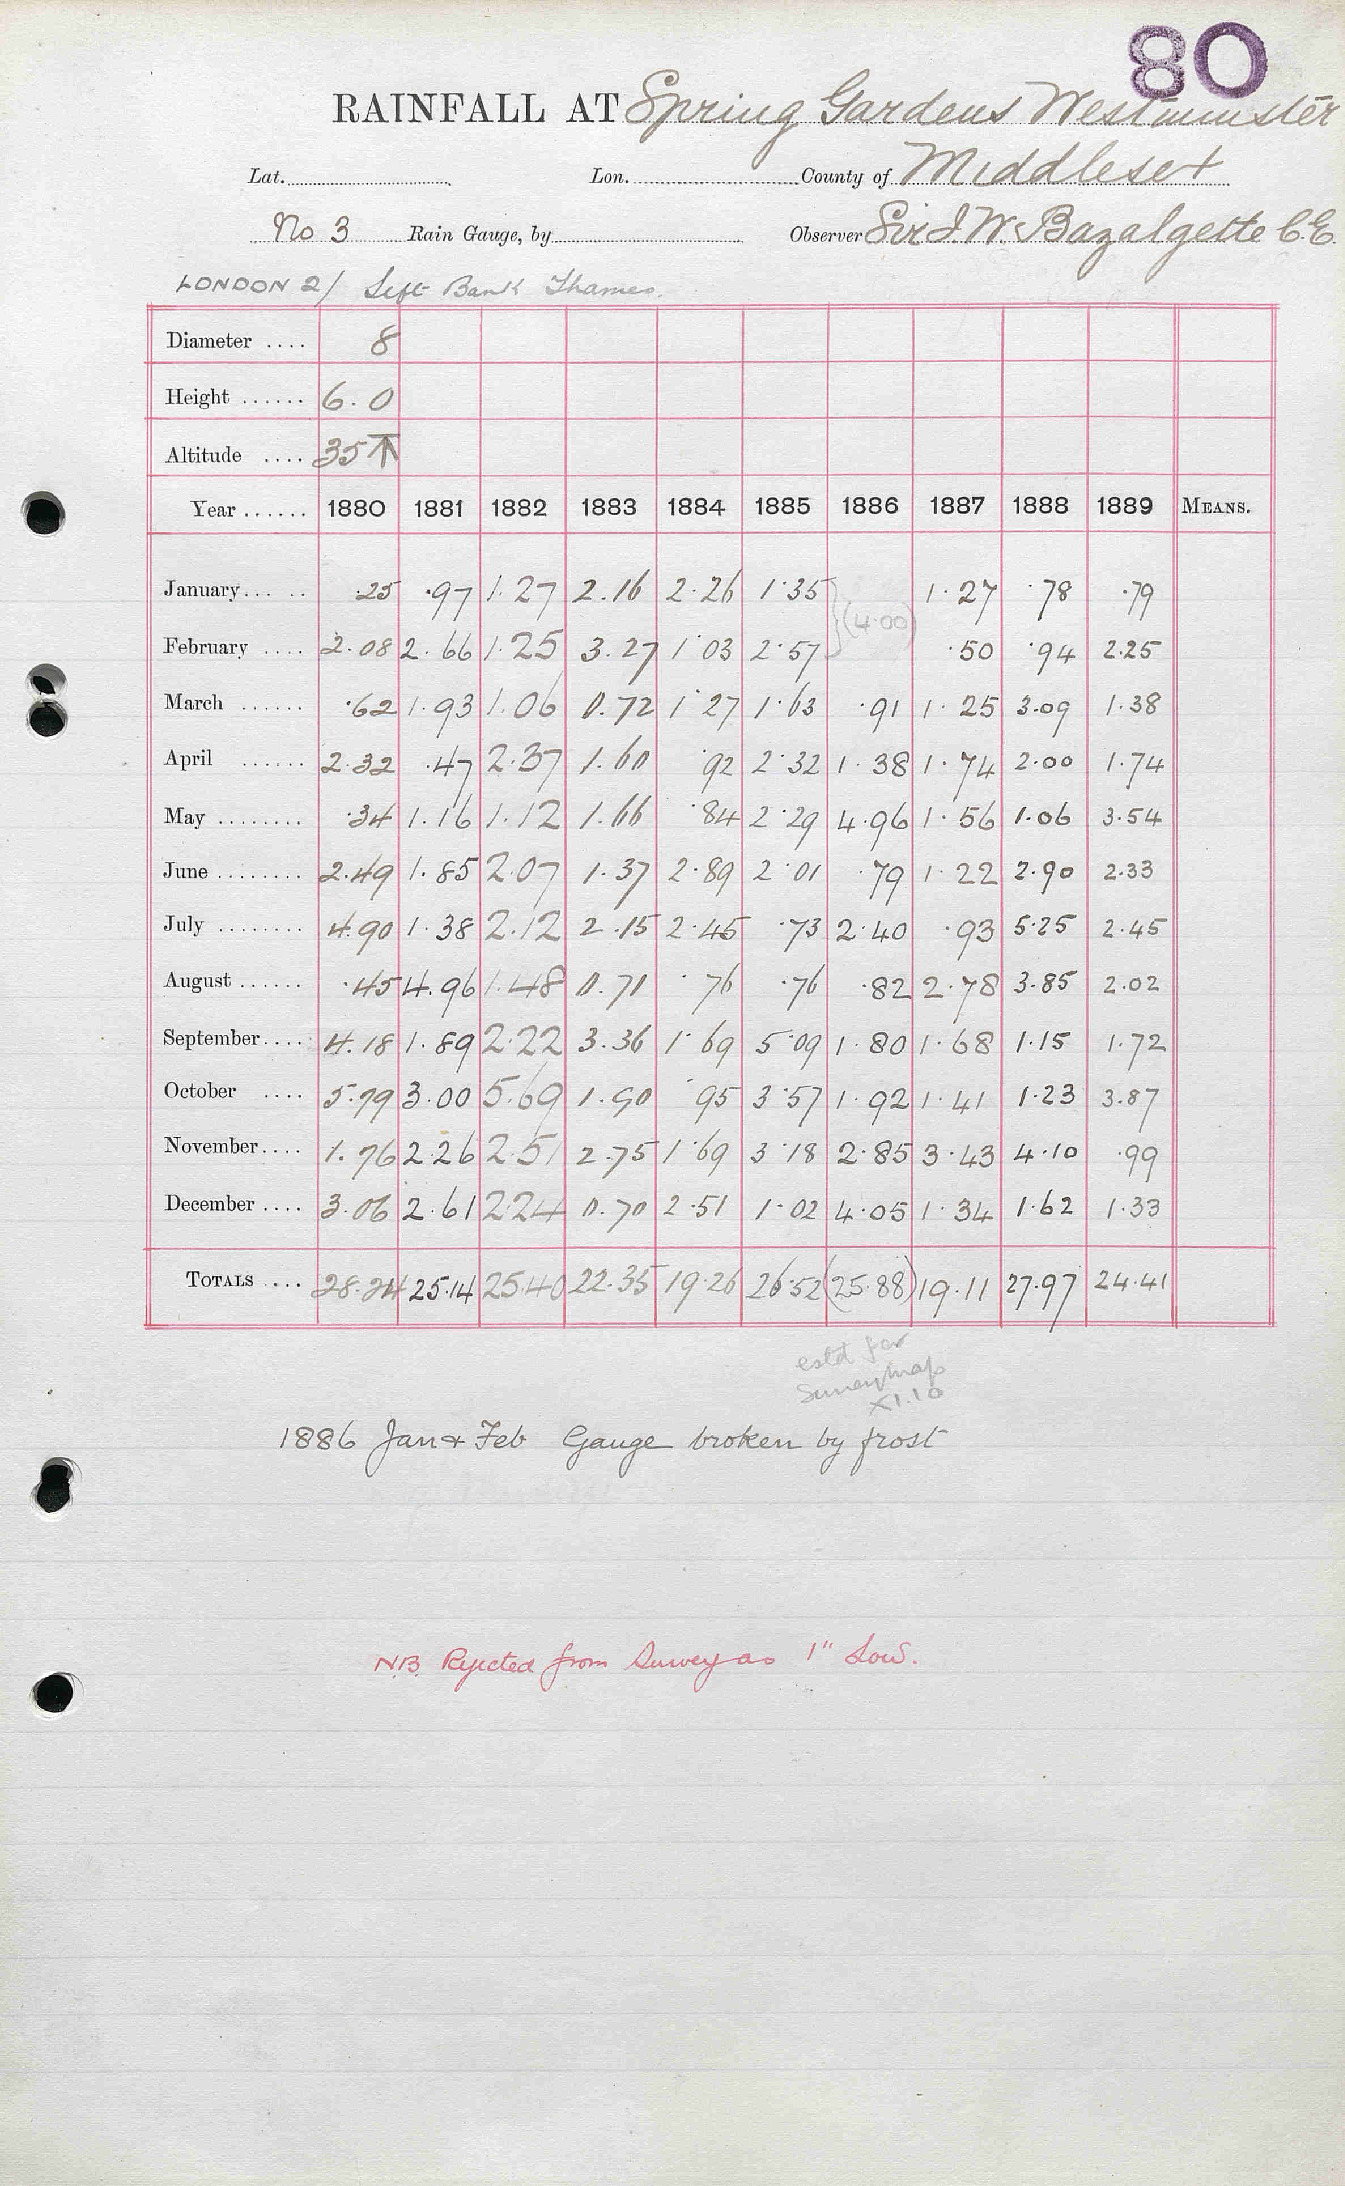 80
RAINFALL AT Spring Gardens Westminster
Lat. Lon. County of Middlesex
No 3 Rain Gauge, by Observer Sir J. W. Bazalgette C.E.
LONDON 2/ Left Bank Thames.
Diameter .... 8
Height ...... 6.0
Altitude .... 35 T
Year ...... 1880 1881 1882 1883 1884 1885 1886 1887 1888 1889 MEANS.
January... .. .25 .97 1.27 2.16 2.26 1.35 1.27 .78 .79
(4.00)
February .... 2.08 2.66 1.25 3.27 1.03 2.57 .50 .94 2.25
March ...... .62 1.93 1.06 0.72 1.27 1.63 .91 1.25 3.09 1.38
April ...... 2.32 .47 2.37 1.60 .92 2.32 1.38 1.74 2.00 1.74
May ........ .34 1.16 1.12 1.66 .84 2.29 4.96 1.56 1.06 3.54
June ........ 2.49 1.85 2.07 1.37 2.89 2.01 .79 1.22 2.90 2.33
July ........ 4.90 1.38 2.12 2.15 2.45 .73 2.40 .93 5.25 2.45
August ...... .45 4.96 1.48 0.71 .76 .76 .82 2.78 3.85 2.02
September.... 4.18 1.89 2.22 3.36 1.69 5.09 1.80 1.68 1.15 1.72
October .... 5.79 3.00 5.69 1.90 .95 3.57 1.92 1.41 1.23 3.87
November.... 1.76 2.26 2.51 2.75 1.69 3.18 2.85 3.43 4.10 .99
December .... 3.06 2.61 2.24 0.70 2.51 1.02 4.05 1.34 1.62 1.33
TOTALS .... 28.24 25.14 25.40 22.35 19.26 26.52 (25.88) 19.11 27.97 24.41
estd for
Survey map
XI.10
1886 Jan & Feb Gauge broken by frost
N.B. Rejected from Survey as 1" Low.